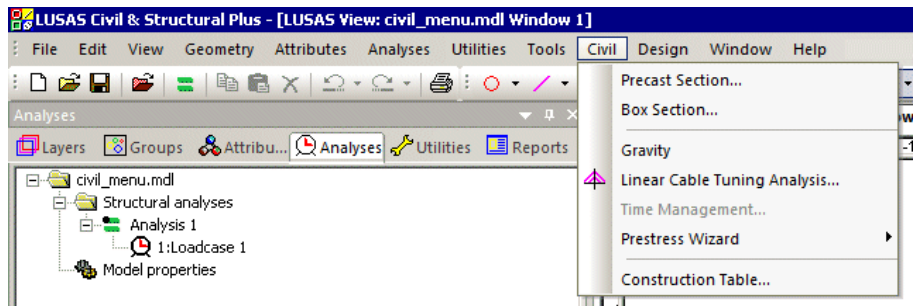 LUSAS Civil & Structural Plus - [LUSAS View: civil_menu.mdl Window 1]
File Edit View Geometry Attributes Analyses Utilities Tools Civil Design Window Help
Analyses
Layers Groups Attribu... Analyses Utilities Reports
civil_menu.mdl
Structural analyses
Analysis 1
1:Loadcase 1
Model properties
Precast Section...
Box Section...
Gravity
Linear Cable Tuning Analysis...
Time Management...
Prestress Wizard
Construction Table...